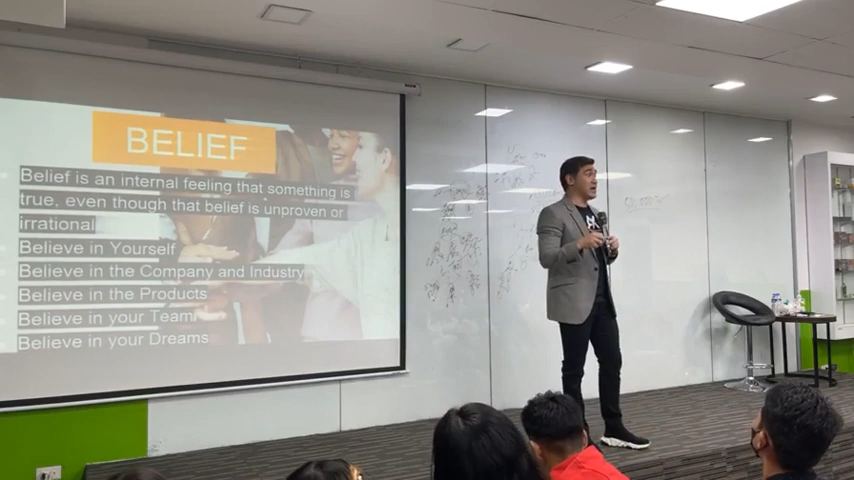 BELIEF
Belief is an internal feeling that something is
true, even though that belief is unproven or
irrational
Believe in Yourself
Believe in the Company and Industry
Believe in the Products
Believe in your Team
Believe in your Dreams